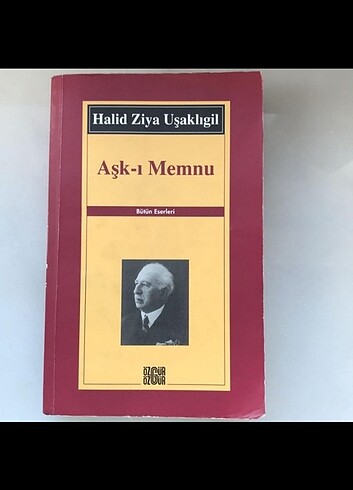 Halid Ziya Uşaklıgil
Aşk-ı Memnu
Bütün Eserleri
ÖZGÜR
ÖZGÜR